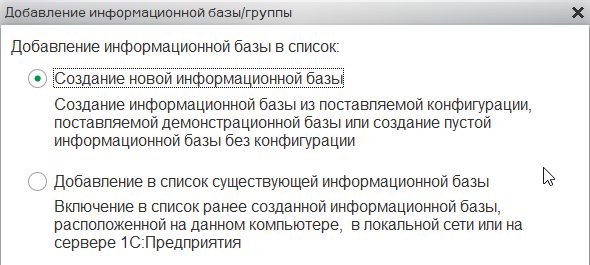 Добавление информационной базы/группы
Добавление информационной базы в список:
Создание новой информационной базы
Создание информационной базы из поставляемой конфигурации,
поставляемой демонстрационной базы или создание пустой
информационной базы без конфигурации
Добавление в список существующей информационной базы
Включение в список ранее созданной информационной базы,
расположенной на данном компьютере,  в локальной сети или на
сервере 1С:Предприятия